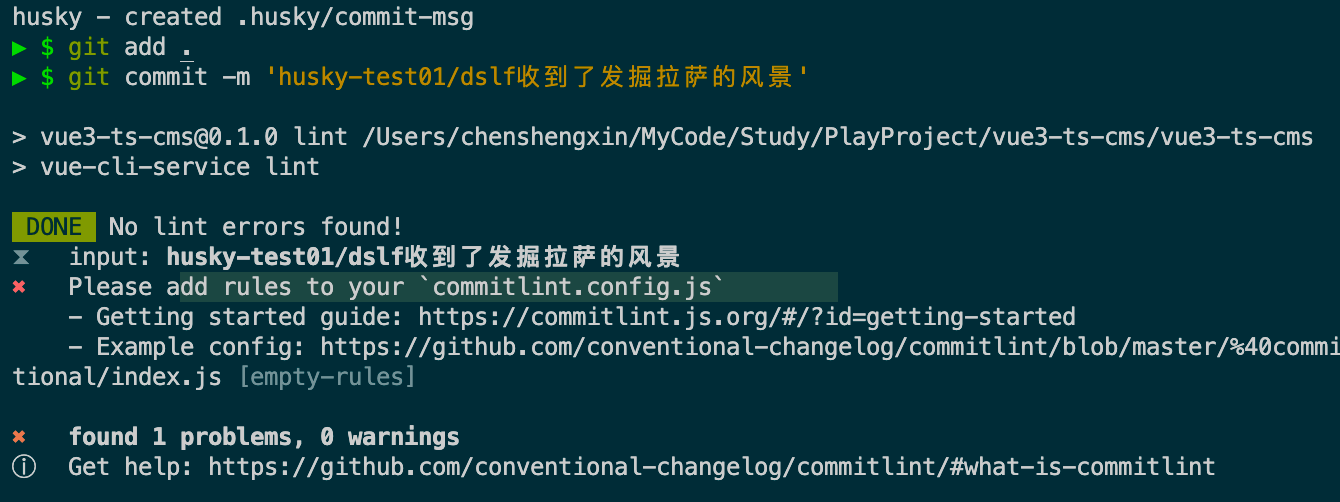 husky - created .husky/commit-msg
▶ $ git add .
▶ $ git commit -m 'husky-test01/dslf收到了发掘拉萨的风景'
> vue3-ts-cms@0.1.0 lint /Users/chenshengxin/MyCode/Study/PlayProject/vue3-ts-cms/vue3-ts-cms
> vue-cli-service lint
DONE No lint errors found!
⧗ input: husky-test01/dslf收到了发掘拉萨的风景
✖ Please add rules to your `commitlint.config.js`
- Getting started guide: https://commitlint.js.org/#/?id=getting-started
- Example config: https://github.com/conventional-changelog/commitlint/blob/master/%40commi
tional/index.js [empty-rules]
✖ found 1 problems, 0 warnings
ⓘ Get help: https://github.com/conventional-changelog/commitlint/#what-is-commitlint